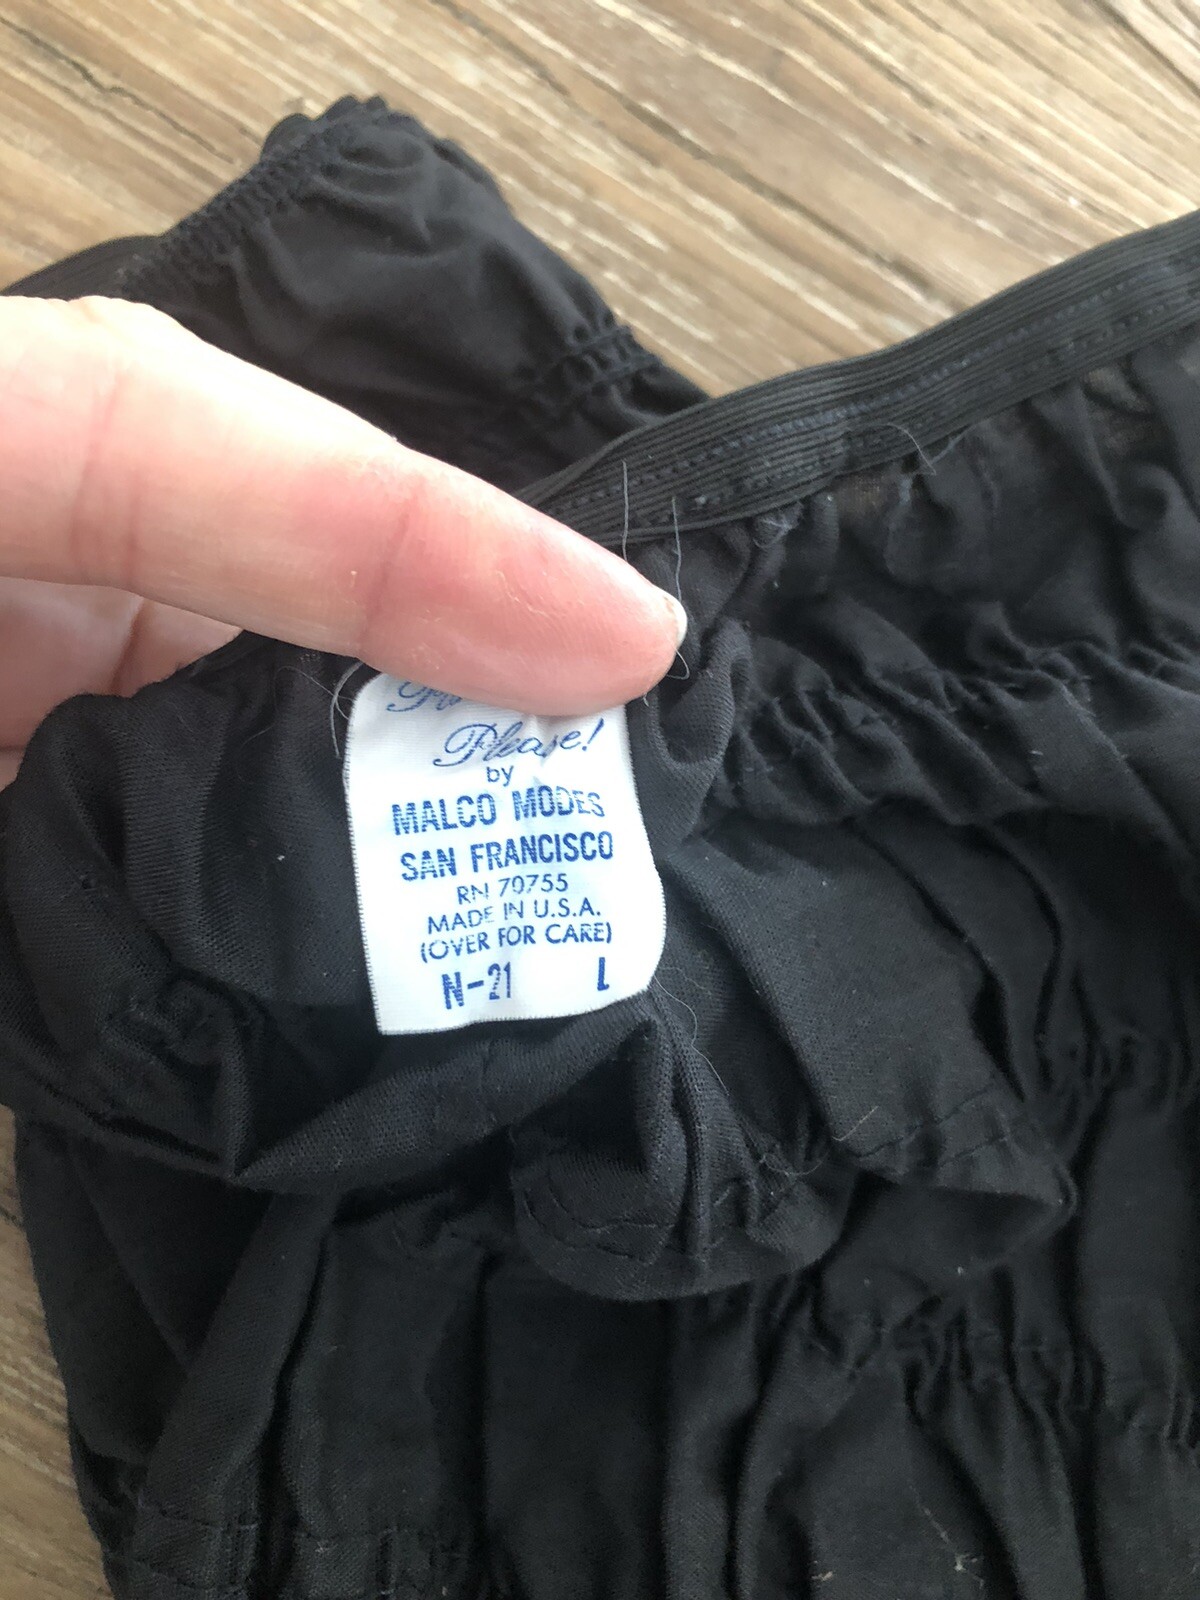 Please!
by
MALCO MODES
SAN FRANCISCO
RN 70755
MADE IN U.S.A.
(OVER FOR CARE)
N-21 L